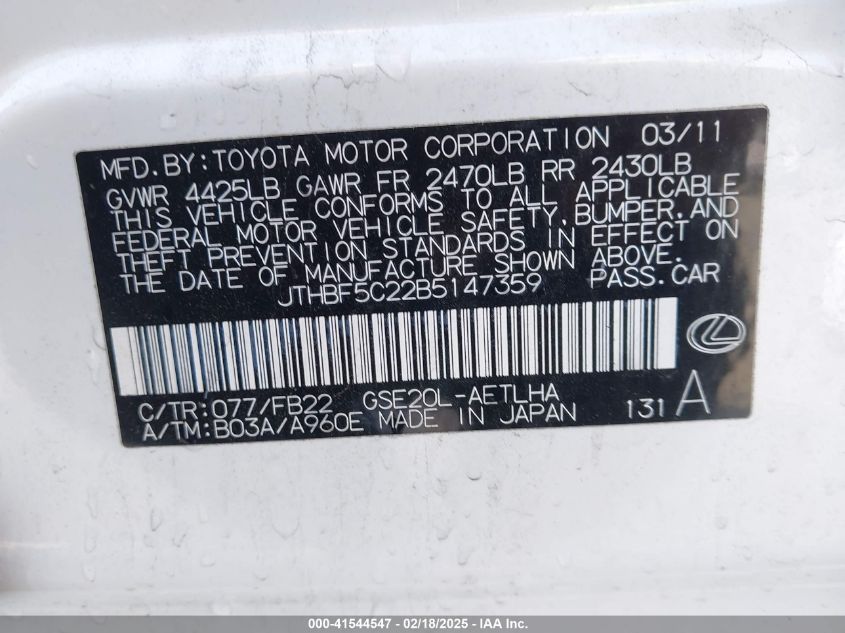 MFD.BY:TOYOTA MOTOR CORPORATION 03/11
GVWR 4425LB GAWR FR 2470LB RR 2430LB
THIS VEHICLE CONFORMS TO ALL APPLICABLE
FEDERAL MOTOR VEHICLE SAFETY,BUMPER,AND
THEFT PREVENTION STANDARDS IN EFFECT ON
THE DATE OF MANUFACTURE SHOWN ABOVE.
JTHBF5C22B5147359 PASS.CAR
C/TR:077/FB22 GSE20L-AETLHA
A/TM:B03A/A960E MADE IN JAPAN 131 A
000-41544547 - 02/18/2025 - IAA Inc.